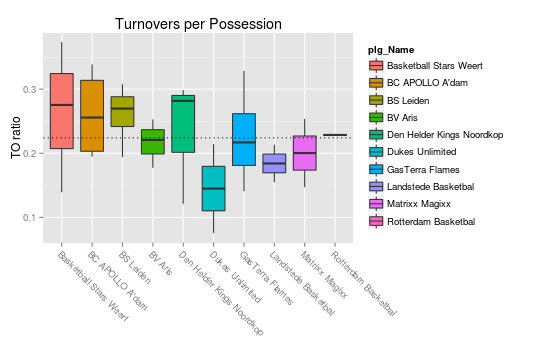 Turnovers per Possession
TO ratio
0.3
0.2
0.1
Basketball Stars Weert
BC APOLLO A'dam
BS Leiden
BV Aris
Den Helder Kings Noordkop
Dukes Unlimited
GasTerra Flames
Landstede Basketbal
Matrixx Magixx
Rotterdam Basketbal
plg_Name
Basketball Stars Weert
BC APOLLO A'dam
BS Leiden
BV Aris
Den Helder Kings Noordkop
Dukes Unlimited
GasTerra Flames
Landstede Basketbal
Matrixx Magixx
Rotterdam Basketbal